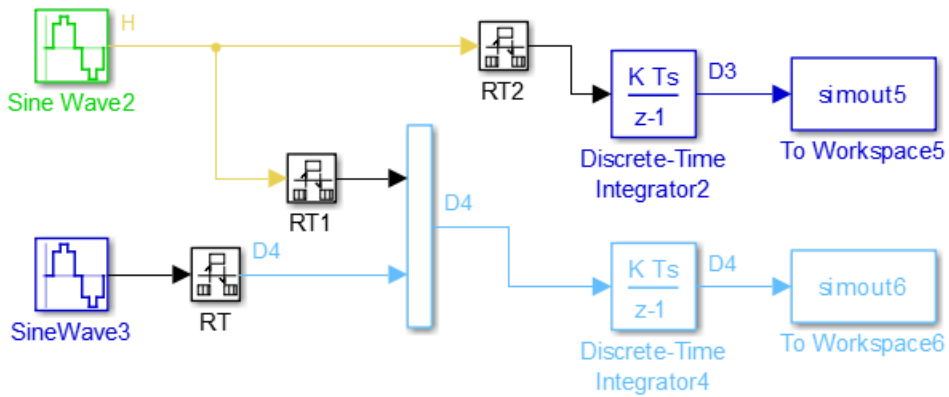 H
Sine Wave2
RT2
K Ts
z-1
D3
simout5
Discrete-Time
Integrator2
To Workspace5
RT1
D4
SineWave3
D4
RT
K Ts
z-1
D4
simout6
Discrete-Time
Integrator4
To Workspace6